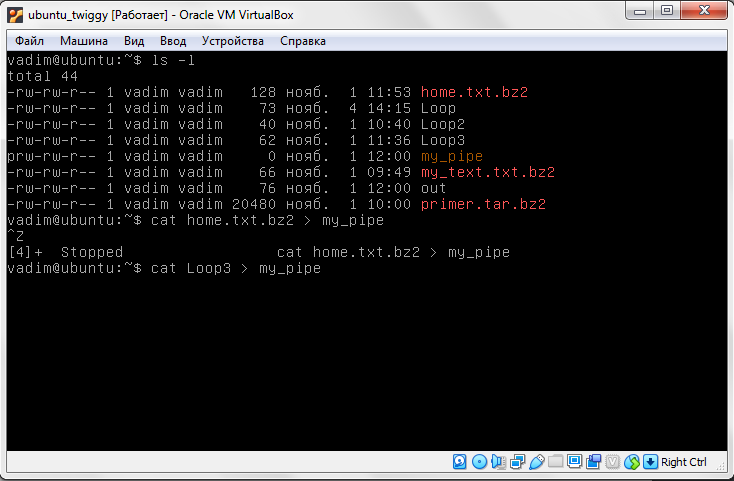 ubuntu_twiggy [Работает] - Oracle VM VirtualBox
Файл Машина Вид Ввод Устройства Справка
vadim@ubuntu:~$ ls -l
total 44
-rw-rw-r-- 1 vadim vadim   128 нояб.  1 11:53 home.txt.bz2
-rw-rw-r-- 1 vadim vadim    73 нояб.  4 14:15 Loop
-rw-rw-r-- 1 vadim vadim    40 нояб.  1 10:40 Loop2
-rw-rw-r-- 1 vadim vadim    62 нояб.  1 11:36 Loop3
prw-rw-r-- 1 vadim vadim     0 нояб.  1 12:00 my_pipe
-rw-rw-r-- 1 vadim vadim    66 нояб.  1 09:49 my_text.txt.bz2
-rw-rw-r-- 1 vadim vadim    76 нояб.  1 12:00 out
-rw-rw-r-- 1 vadim vadim 20480 нояб.  1 10:00 primer.tar.bz2
vadim@ubuntu:~$ cat home.txt.bz2 > my_pipe
^Z
[4]+  Stopped                 cat home.txt.bz2 > my_pipe
vadim@ubuntu:~$ cat Loop3 > my_pipe
Right Ctrl